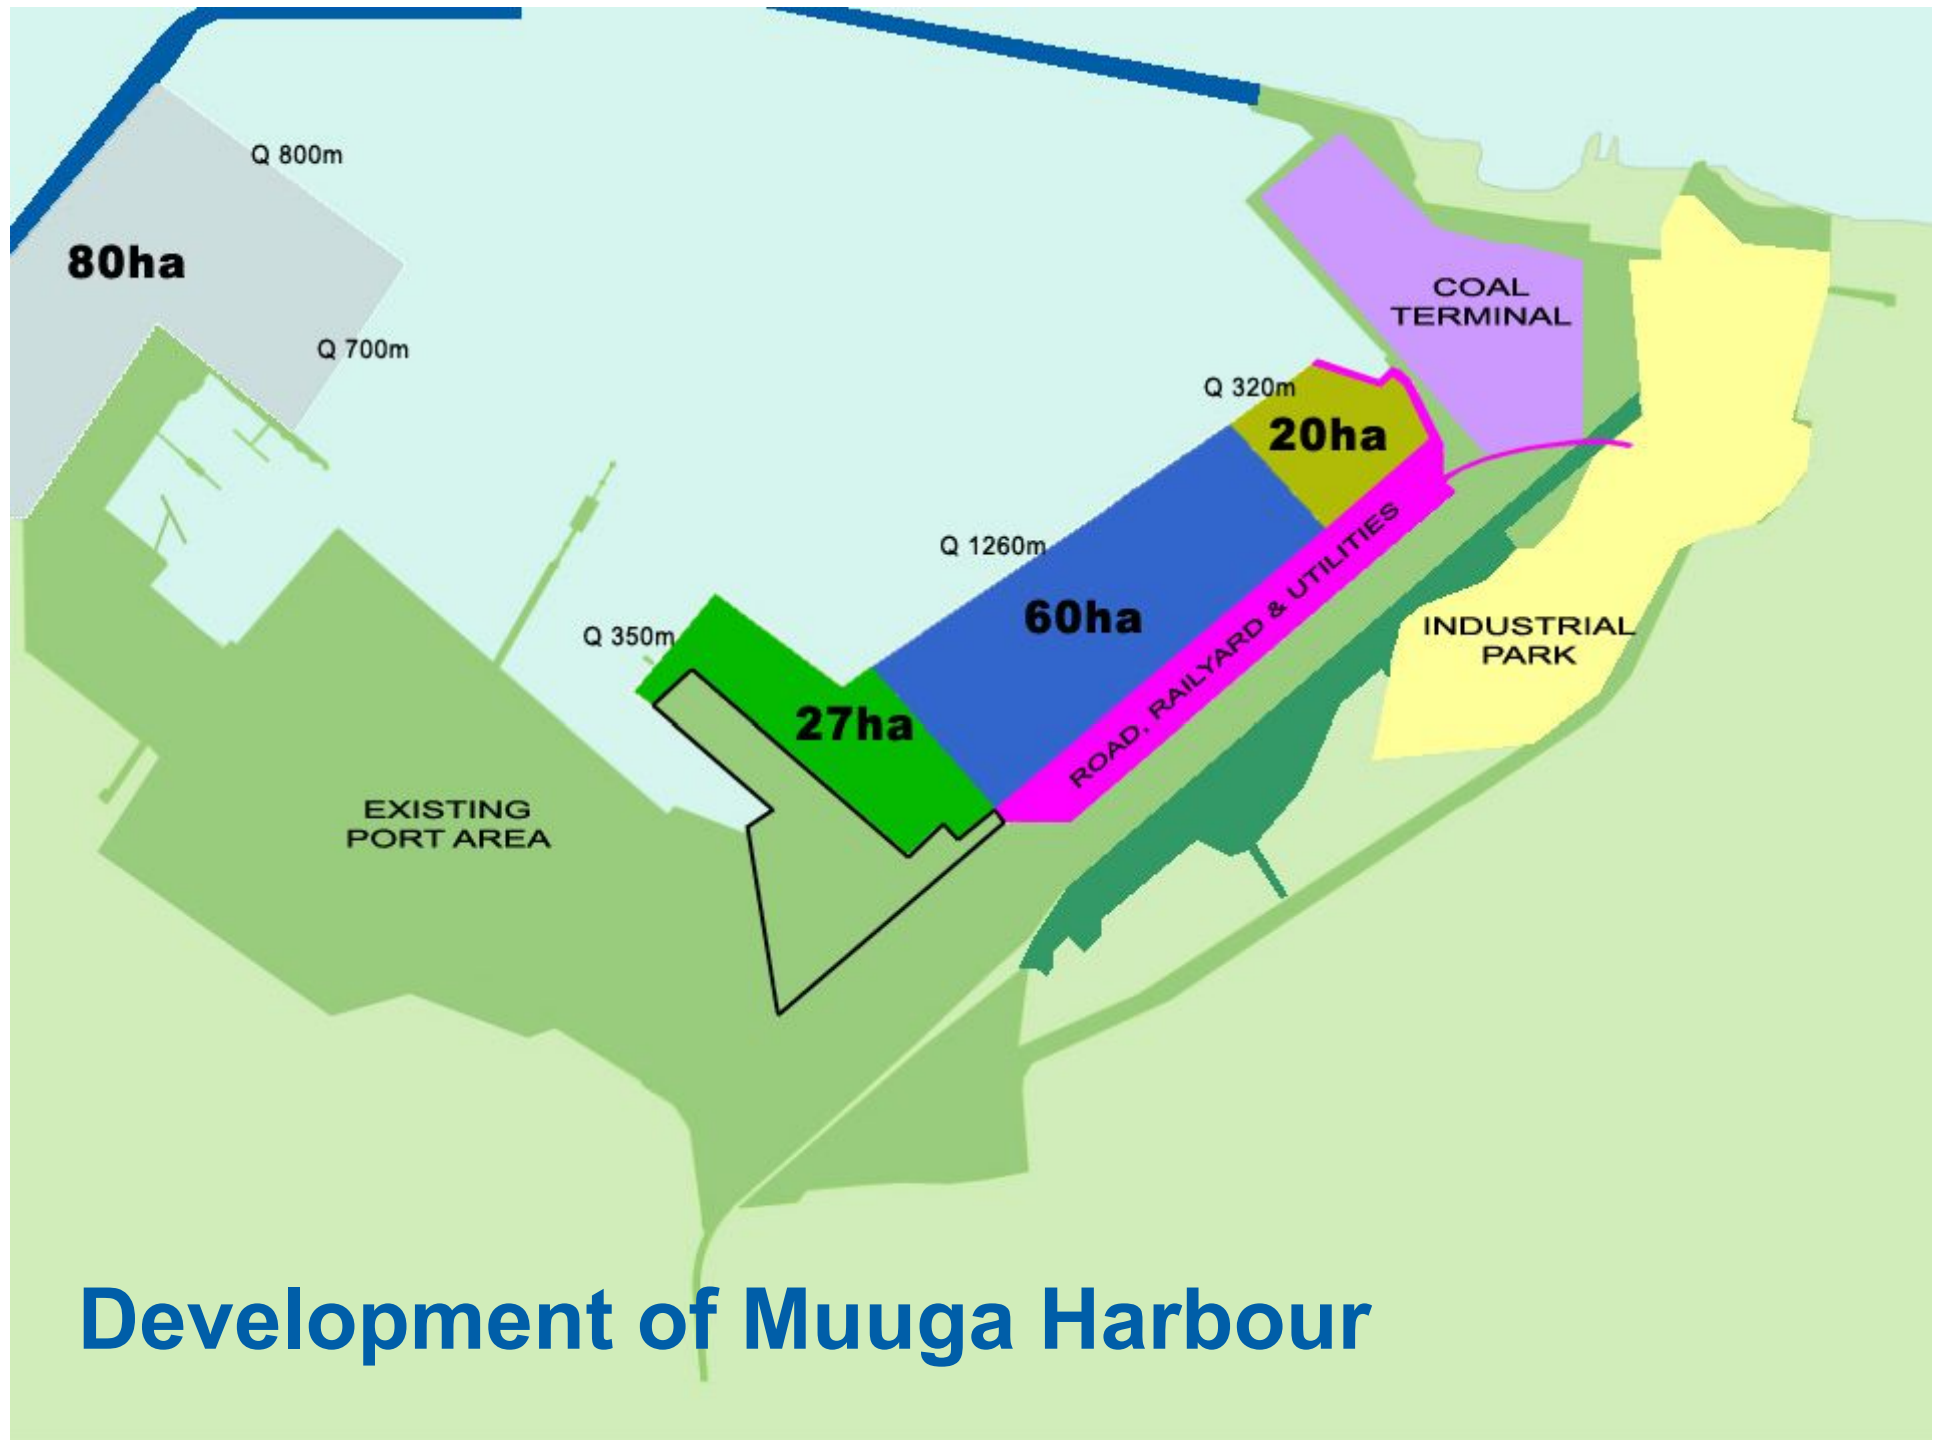 Q 800m
80ha
Q 700m
COAL
TERMINAL
Q 320m
20ha
Q 1260m
60ha
ROAD, RAILYARD & UTILITIES
INDUSTRIAL
PARK
Q 350m
27ha
EXISTING
PORT AREA
Development of Muuga Harbour